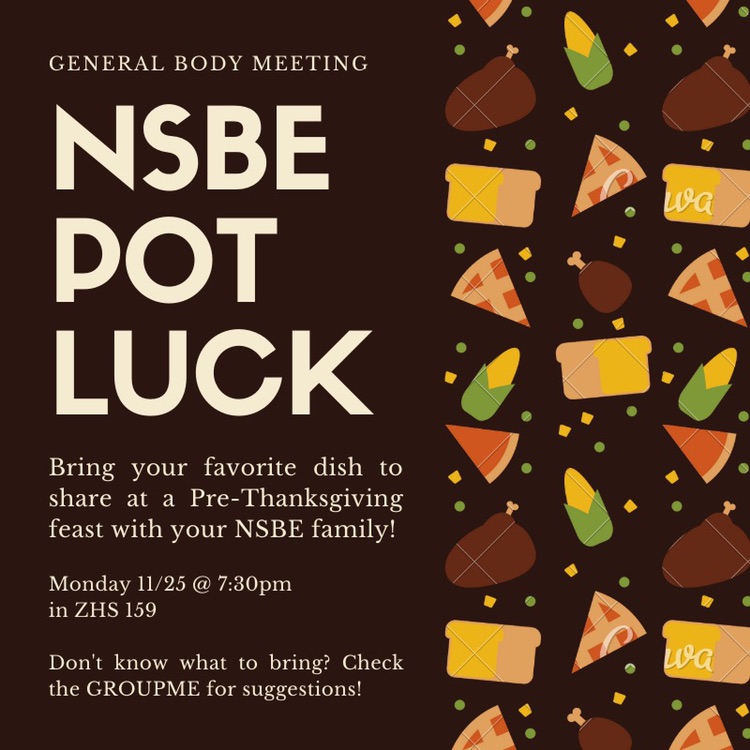 GENERAL BODY MEETING
NSBE
POT
LUCK
Bring your favorite dish to
share at a Pre-Thanksgiving
feast with your NSBE family!
Monday 11/25 @ 7:30pm
in ZHS 159
Don't know what to bring? Check
the GROUPME for suggestions!